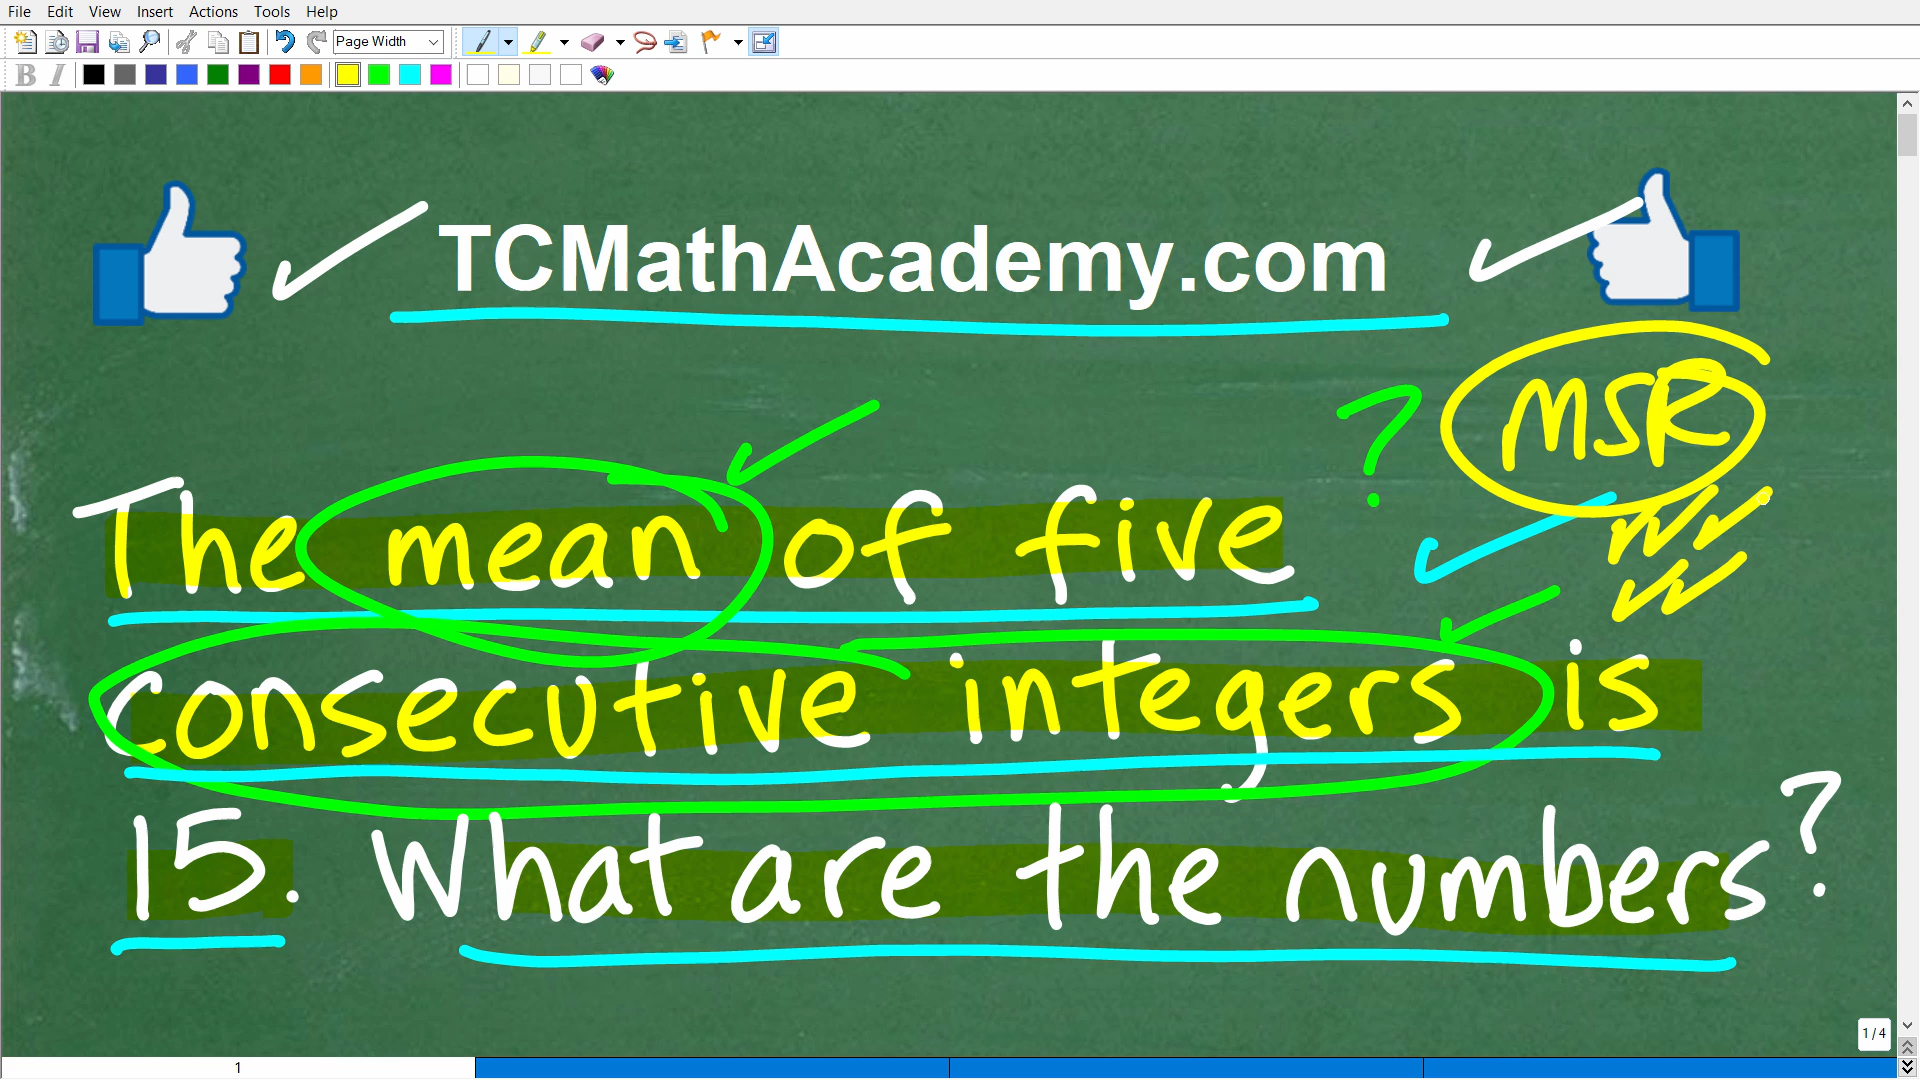 File Edit View Insert Actions Tools Help
Page Width
B I
TCMathAcademy.com
MSR
?
The mean of five
consecutive integers is
15. What are the numbers?
1 / 4
1